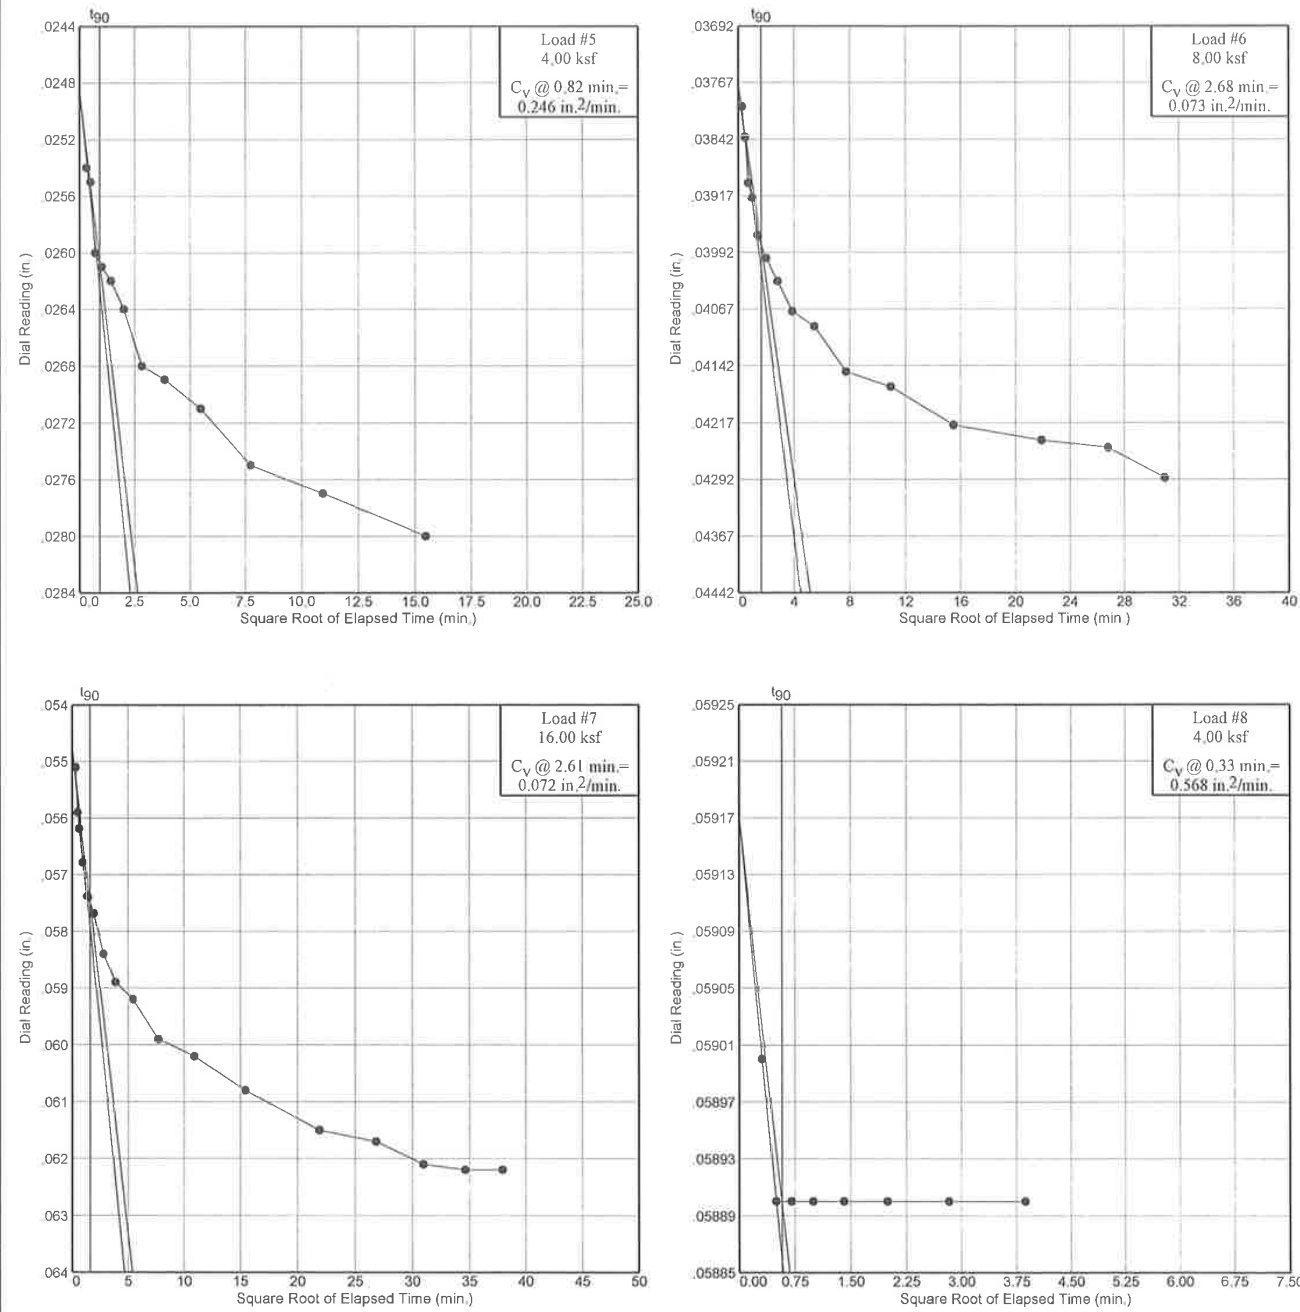 t90
.0244
.0248
.0252
.0256
.0260
.0264
.0268
.0272
.0276
.0280
.0284
Dial Reading (in.)
Load #5
4.00 ksf
Cv @ 0.82 min.=
0.246 in.2/min.
0.0 2.5 5.0 7.5 10.0 12.5 15.0 17.5 20.0 22.5 25.0
Square Root of Elapsed Time (min.)
t90
.03692
.03767
.03842
.03917
.03992
.04067
.04142
.04217
.04292
.04367
.04442
Dial Reading (in.)
Load #6
8.00 ksf
Cv @ 2.68 min.=
0.073 in.2/min.
0 4 8 12 16 20 24 28 32 36 40
Square Root of Elapsed Time (min.)
t90
.054
.055
.056
.057
.058
.059
.060
.061
.062
.063
.064
Dial Reading (in.)
Load #7
16.00 ksf
Cv @ 2.61 min.=
0.072 in.2/min.
0 5 10 15 20 25 30 35 40 45 50
Square Root of Elapsed Time (min.)
t90
.05925
.05921
.05917
.05913
.05909
.05905
.05901
.05897
.05893
.05889
.05885
Dial Reading (in.)
Load #8
4.00 ksf
Cv @ 0.33 min.=
0.568 in.2/min.
0.00 0.75 1.50 2.25 3.00 3.75 4.50 5.25 6.00 6.75 7.50
Square Root of Elapsed Time (min.)